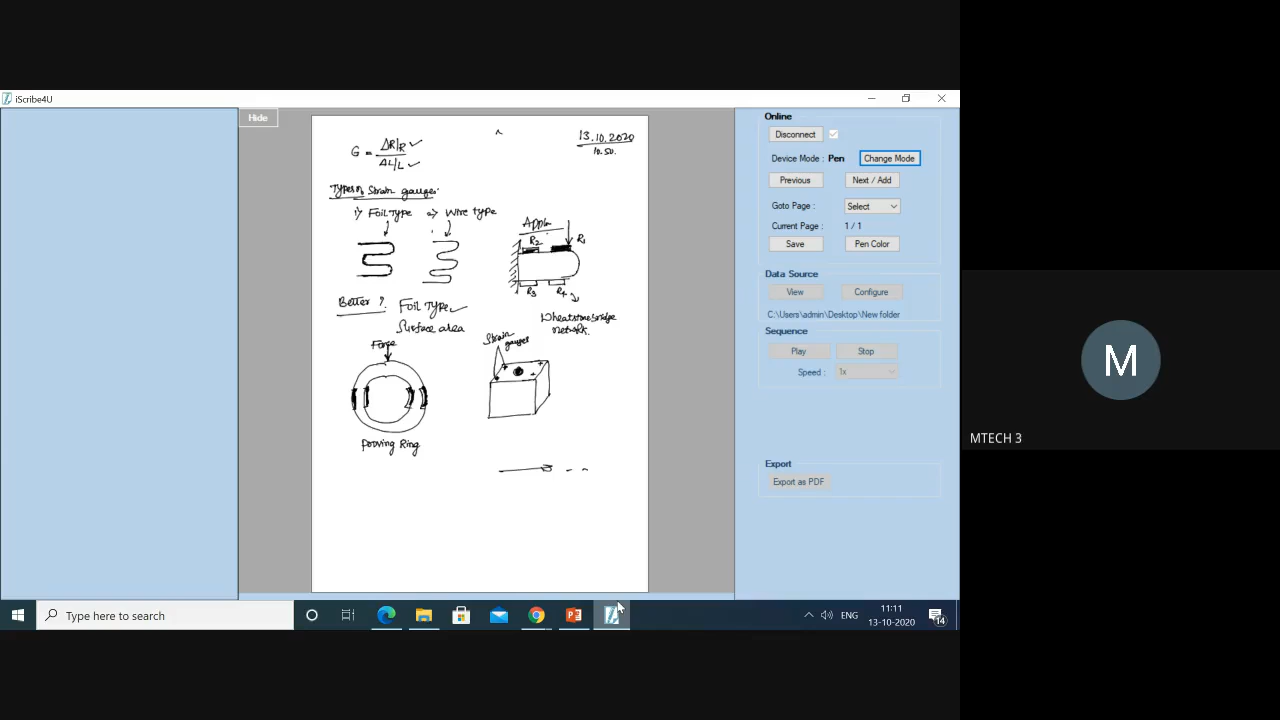 iScribe4U
Hide
13.10.2020
10.50.
G = ΔR/R
ΔL/L
Types of Strain gauges.
1) Foil Type 2) Wire type
Appln
R2
R1
R3 R4
Better ? Foil Type
Surface area
Wheatstone bridge
network.
Force
Strain
gauges
Proving Ring
Online
Disconnect
Device Mode : Pen Change Mode
Previous Next / Add
Goto Page : Select
Current Page : 1 / 1
Save Pen Color
Data Source
View Configure
C:\Users\admin\Desktop\New folder
Sequence
Play Stop
Speed : 1x
Export
Export as PDF
M
MTECH 3
Type here to search
ENG
11:11
13-10-2020
14